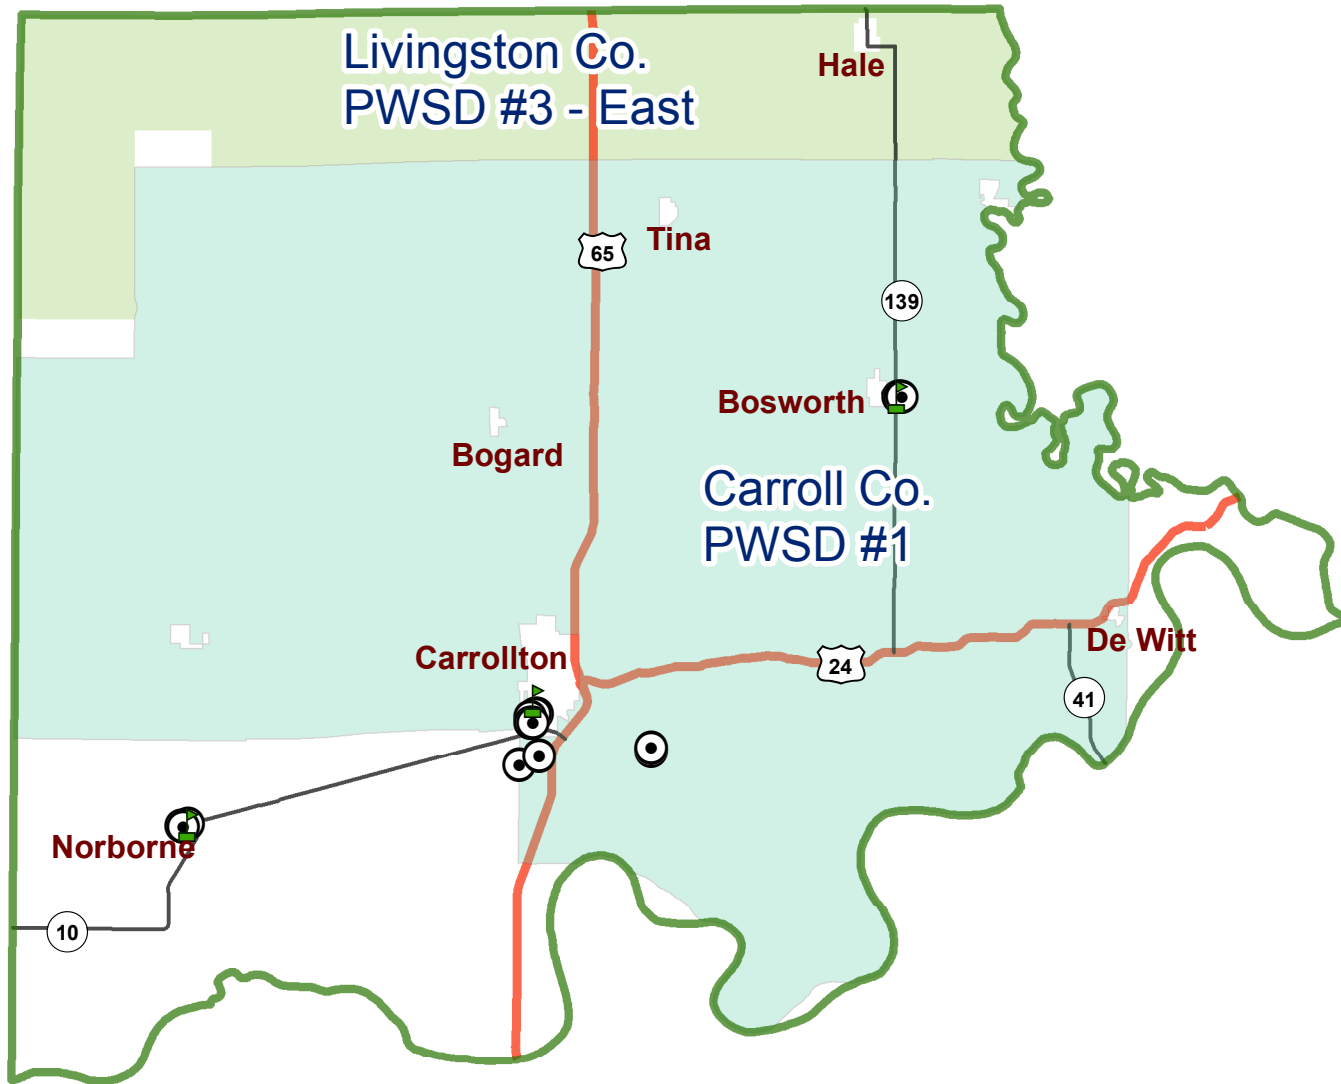 Livingston Co.
PWSD #3 - East
Hale
Tina
65
139
Bosworth
Bogard
Carroll Co.
PWSD #1
Carrollton
24
De Witt
41
Norborne
10